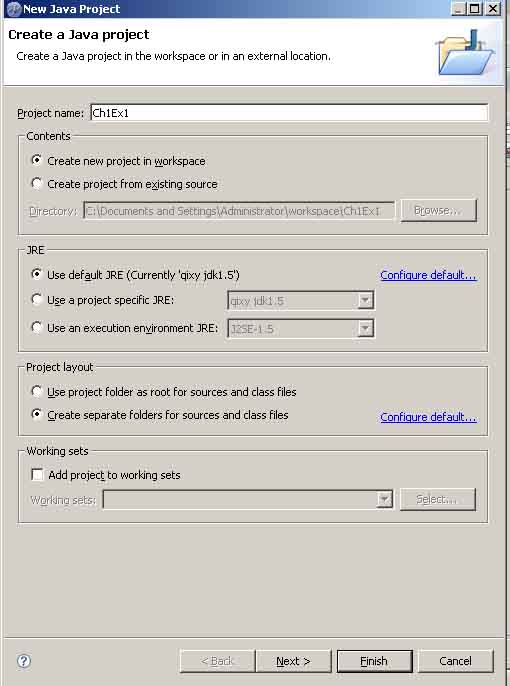 New Java Project
Create a Java project
Create a Java project in the workspace or in an external location.
Project name: Ch1Ex1
Contents
Create new project in workspace
Create project from existing source
Directory: C:\Documents and Settings\Administrator\workspace\Ch1Ex1 Browse...
JRE
Use default JRE (Currently 'qixy jdk1.5') Configure default...
Use a project specific JRE: qixy jdk1.5
Use an execution environment JRE: J2SE-1.5
Project layout
Use project folder as root for sources and class files
Create separate folders for sources and class files Configure default...
Working sets
Add project to working sets
Working sets: Select...
? < Back Next > Finish Cancel